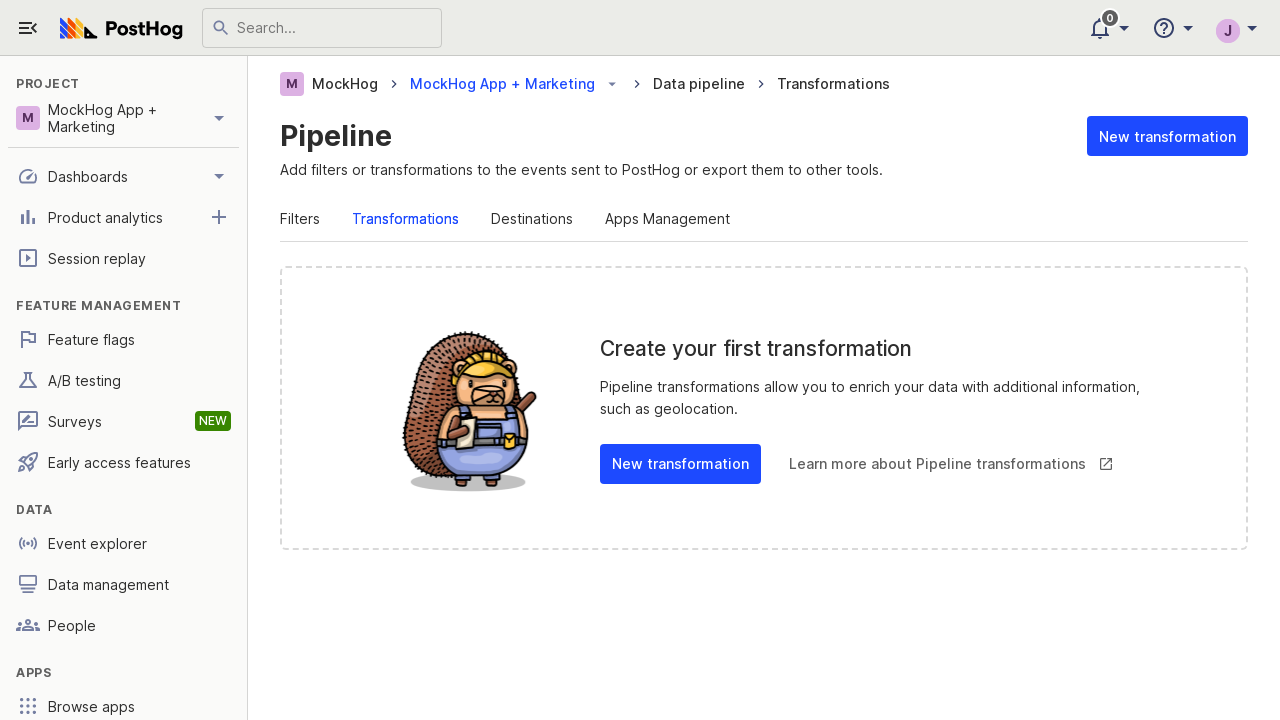 PostHog
Search...
0
J
PROJECT
M MockHog App +
Marketing
Dashboards
Product analytics
Session replay
FEATURE MANAGEMENT
Feature flags
A/B testing
Surveys NEW
Early access features
DATA
Event explorer
Data management
People
APPS
Browse apps
M MockHog MockHog App + Marketing Data pipeline Transformations
Pipeline
New transformation
Add filters or transformations to the events sent to PostHog or export them to other tools.
Filters Transformations Destinations Apps Management
Create your first transformation
Pipeline transformations allow you to enrich your data with additional information,
such as geolocation.
New transformation Learn more about Pipeline transformations